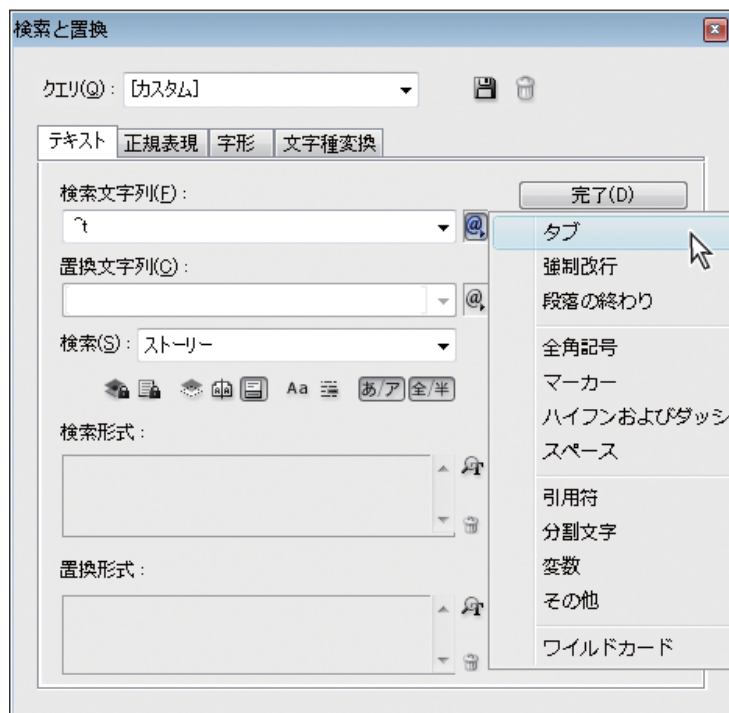 検索と置換
クエリ(Q): [カスタム]
テキスト 正規表現 字形 文字種変換
検索文字列(F):
完了(D)
^t
@
タブ
強制改行
置換文字列(C):
@
段落の終わり
検索(S): ストーリー
全角記号
マーカー
Aa あ/ア 全/半
ハイフンおよびダッシ
検索形式:
スペース
引用符
分割文字
置換形式:
変数
その他
ワイルドカード